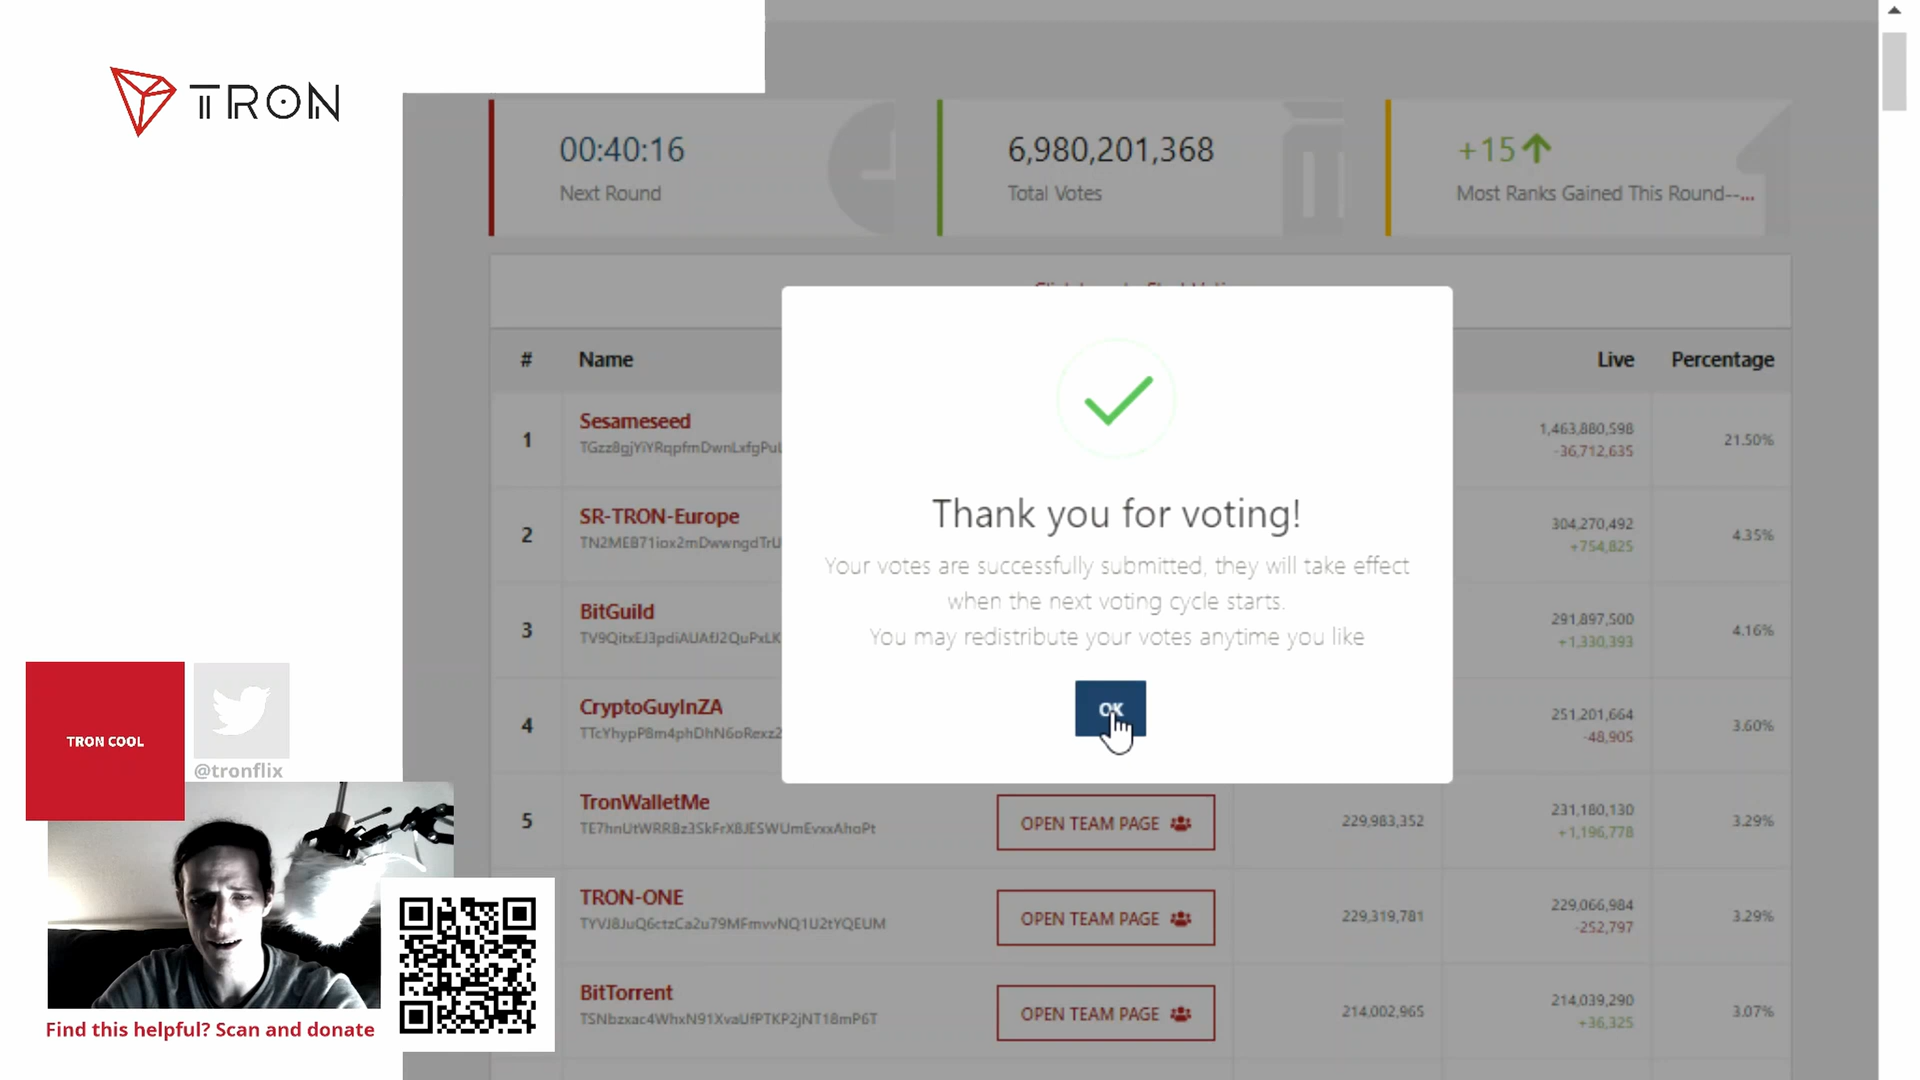 TRON
00:40:16
Next Round
6,980,201,368
Total Votes
+15
Most Ranks Gained This Round--...
# Name Live Percentage
1 Sesameseed 1,463,880,598 21.50%
-36,712,635
2 SR-TRON-Europe 304,270,492 4.35%
+754,825
3 BitGuild 291,897,500 4.16%
+1,330,393
4 CryptoGuyInZA 251,201,664 3.60%
-48,905
Thank you for voting!
Your votes are successfully submitted, they will take effect
when the next voting cycle starts.
You may redistribute your votes anytime you like
OK
5 TronWalletMe OPEN TEAM PAGE 229,983,352 231,180,130 3.29%
+1,196,778
TRON-ONE OPEN TEAM PAGE 229,319,781 229,066,984 3.29%
TYVJ8JuQ6ctzCa2u79MFmvvNQ1U2tYQEUM -252,797
BitTorrent OPEN TEAM PAGE 214,002,965 214,039,290 3.07%
TSNbzxac4WhxN91XvaUfPTKP2jNT18mP6T +36,325
TRON COOL
@tronflix
Find this helpful? Scan and donate